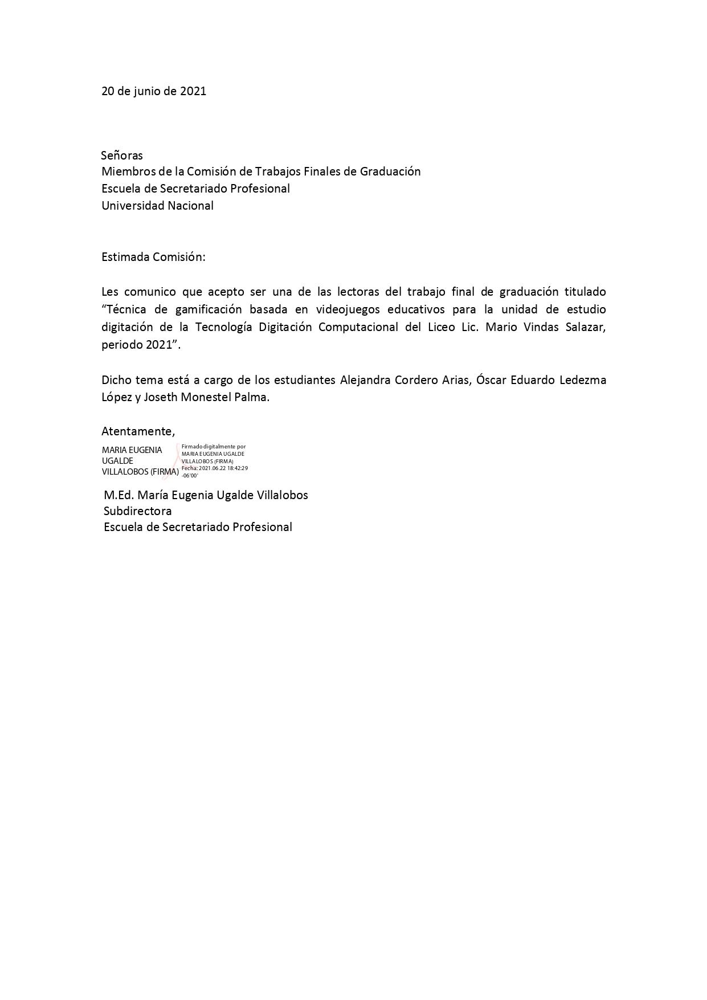 20 de junio de 2021
Señoras
Miembros de la Comisión de Trabajos Finales de Graduación
Escuela de Secretariado Profesional
Universidad Nacional
Estimada Comisión:
Les comunico que acepto ser una de las lectoras del trabajo final de graduación titulado
“Técnica de gamificación basada en videojuegos educativos para la unidad de estudio
digitación de la Tecnología Digitación Computacional del Liceo Lic. Mario Vindas Salazar,
periodo 2021”.
Dicho tema está a cargo de los estudiantes Alejandra Cordero Arias, Óscar Eduardo Ledezma
López y Joseth Monestel Palma.
Atentamente,
MARIA EUGENIA
UGALDE
VILLALOBOS (FIRMA)
Firmado digitalmente por
MARIA EUGENIA UGALDE
VILLALOBOS (FIRMA)
Fecha: 2021.06.22 18:42:29
-06'00'
M.Ed. María Eugenia Ugalde Villalobos
Subdirectora
Escuela de Secretariado Profesional